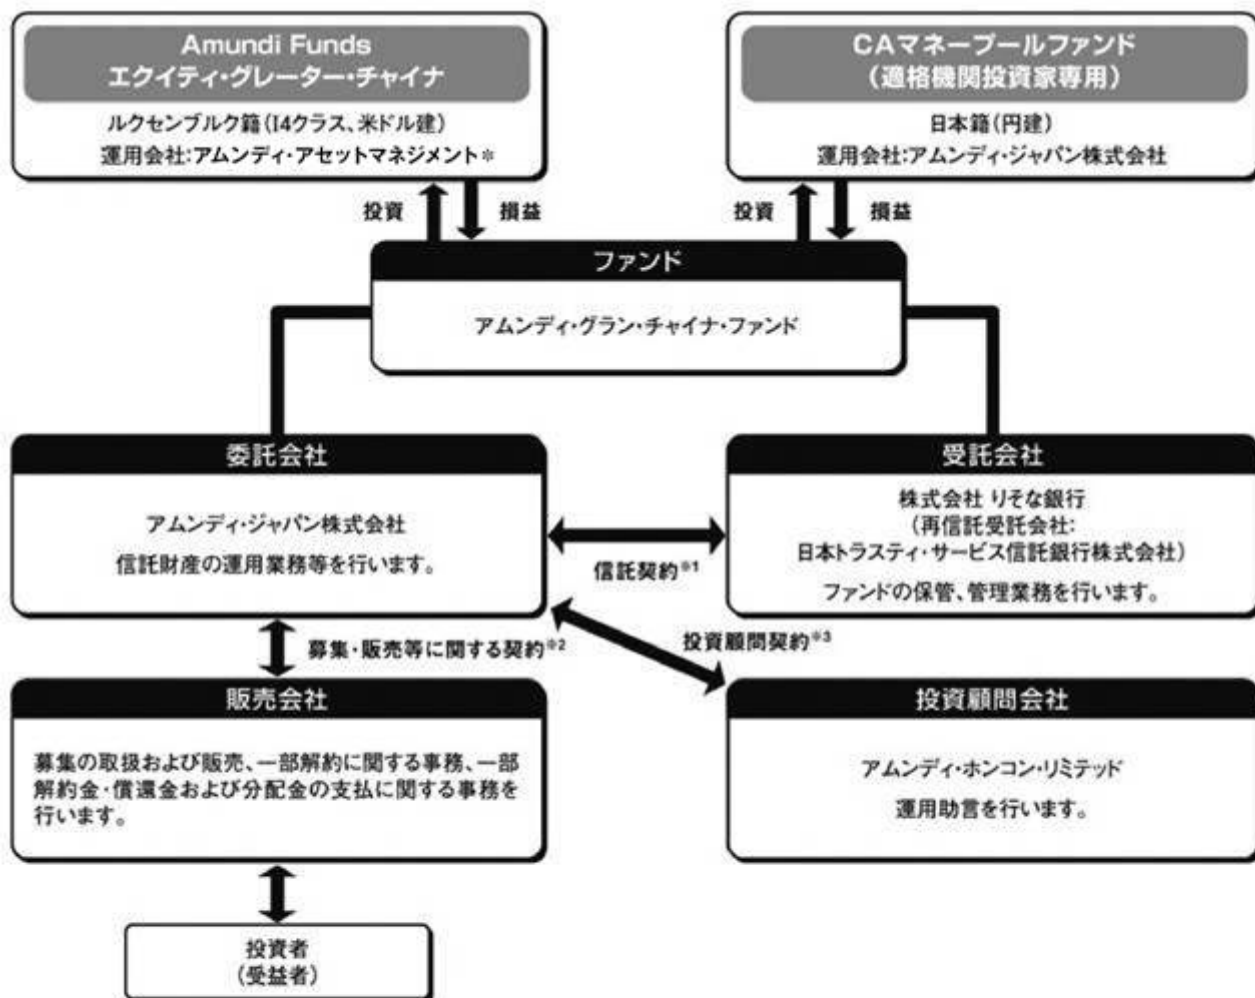 Amundi Funds
エクイティ・グレーター・チャイナ
ルクセンブルク籍(I4クラス、米ドル建)
運用会社:アムンディ・アセットマネジメント*
CAマネープールファンド
(適格機関投資家専用)
日本籍(円建)
運用会社:アムンディ・ジャパン株式会社
投資
損益
投資
損益
ファンド
アムンディ・グラン・チャイナ・ファンド
委託会社
アムンディ・ジャパン株式会社
信託財産の運用業務等を行います。
信託契約※1
受託会社
株式会社 りそな銀行
(再信託受託会社:
日本トラスティ・サービス信託銀行株式会社)
ファンドの保管、管理業務を行います。
募集・販売等に関する契約※2
投資顧問契約※3
販売会社
募集の取扱および販売、一部解約に関する事務、一部
解約金・償還金および分配金の支払に関する事務を
行います。
投資顧問会社
アムンディ・ホンコン・リミテッド
運用助言を行います。
投資者
(受益者)